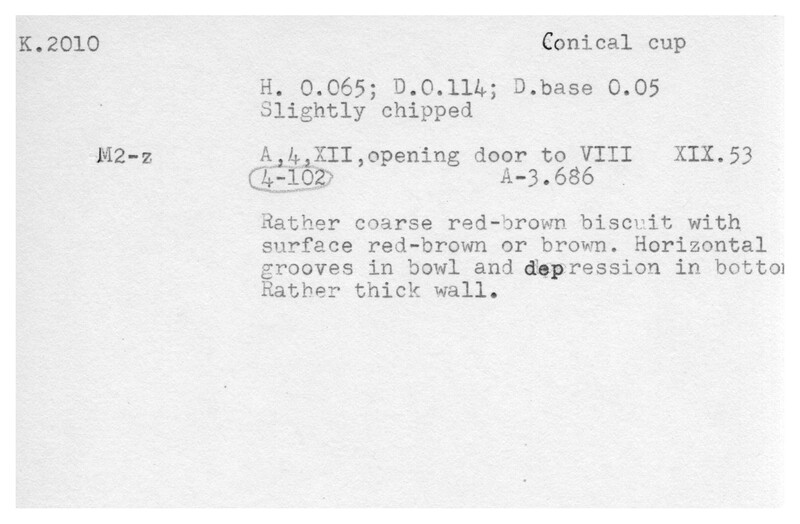 K.2010 Conical cup
H. 0.065; D.0.114; D.base 0.05
Slightly chipped
M2-z A,4,XII,opening door to VIII XIX.53
4-102 A-3.686
Rather coarse red-brown biscuit with
surface red-brown or brown. Horizontal
grooves in bowl and depression in bottom
Rather thick wall.